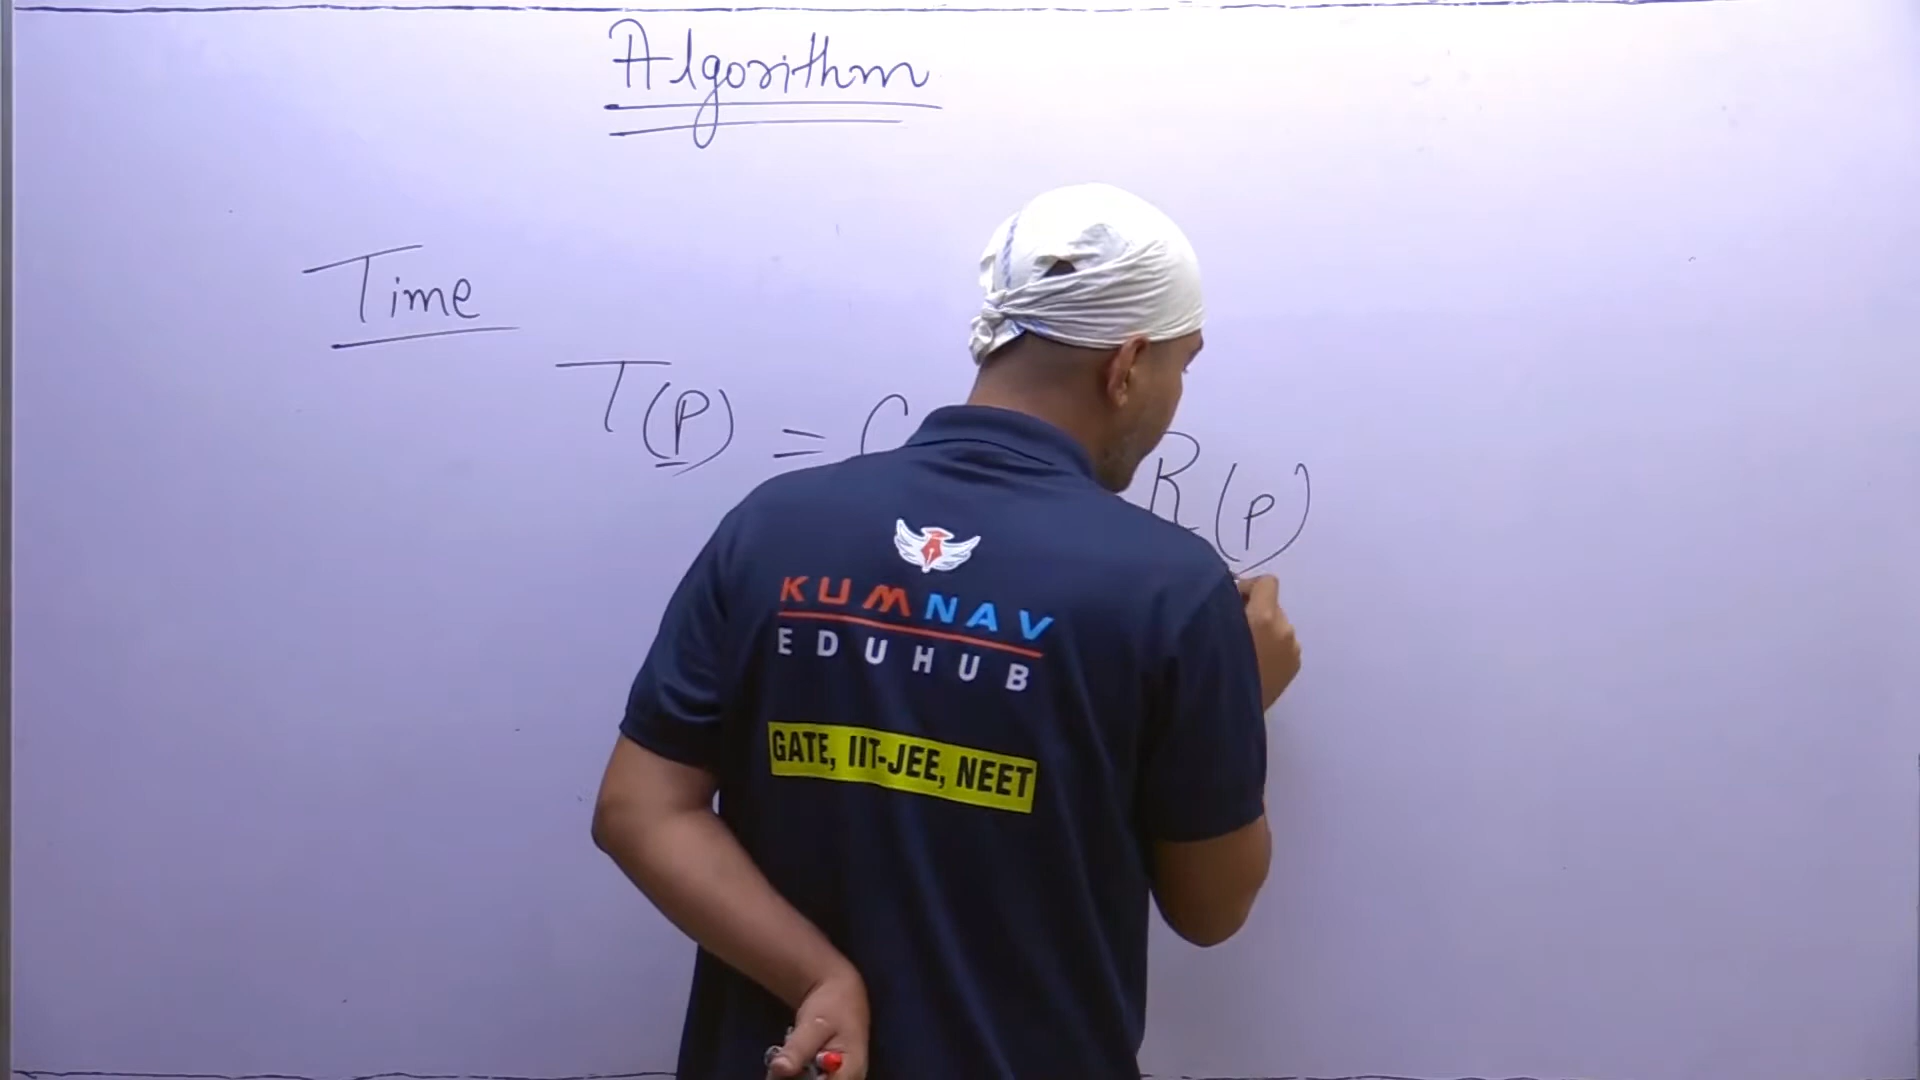 Algorithm
Time
T(P) = C R(P)
KUMNAV
EDUHUB
GATE, IIT-JEE, NEET